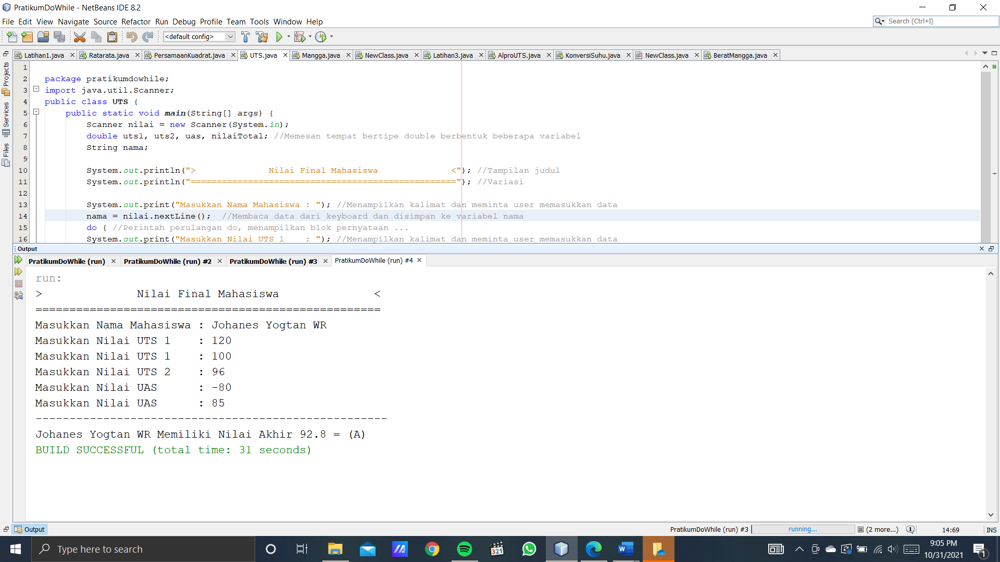 PratikumDoWhile - NetBeans IDE 8.2
File Edit View Navigate Source Refactor Run Debug Profile Team Tools Window Help
Search (Ctrl+I)
<default config>
Latihan1.java Ratarata.java PersamaanKuadrat.java UTS.java Mangga.java NewClass.java Latihan3.java AlproUTS.java KonversiSuhu.java NewClass.java BeratMangga.java
Projects
Services
Files
1
2 package pratikumdowhile;
3 import java.util.Scanner;
4 public class UTS {
5 public static void main(String[] args) {
6 Scanner nilai = new Scanner(System.in);
7 double uts1, uts2, uas, nilaiTotal; //Memesan tempat bertipe double berbentuk beberapa variabel
8 String nama;
9
10 System.out.println(">              Nilai Final Mahasiswa              <"); //Tampilan judul
11 System.out.println("==================================================="); //Variasi
12
13 System.out.print("Masukkan Nama Mahasiswa : "); //Menampilkan kalimat dan meminta user memasukkan data
14 nama = nilai.nextLine();  //Membaca data dari keyboard dan disimpan ke variabel nama
15 do { //Perintah perulangan do, menampilkan blok pernyataan ...
16 System.out.print("Masukkan Nilai UTS 1    : "); //Menampilkan kalimat dan meminta user memasukkan data
Output
PratikumDoWhile (run) PratikumDoWhile (run) #2 PratikumDoWhile (run) #3 PratikumDoWhile (run) #4
run:
>              Nilai Final Mahasiswa              <
===================================================
Masukkan Nama Mahasiswa : Johanes Yogtan WR
Masukkan Nilai UTS 1    : 120
Masukkan Nilai UTS 1    : 100
Masukkan Nilai UTS 2    : 96
Masukkan Nilai UAS      : -80
Masukkan Nilai UAS      : 85
----------------------------------------------------
Johanes Yogtan WR Memiliki Nilai Akhir 92.8 = (A)
BUILD SUCCESSFUL (total time: 31 seconds)
Output
PratikumDoWhile (run) #3 running... (2 more...) 1 14:69 INS
Type here to search
321
W
9:05 PM
10/31/2021
1